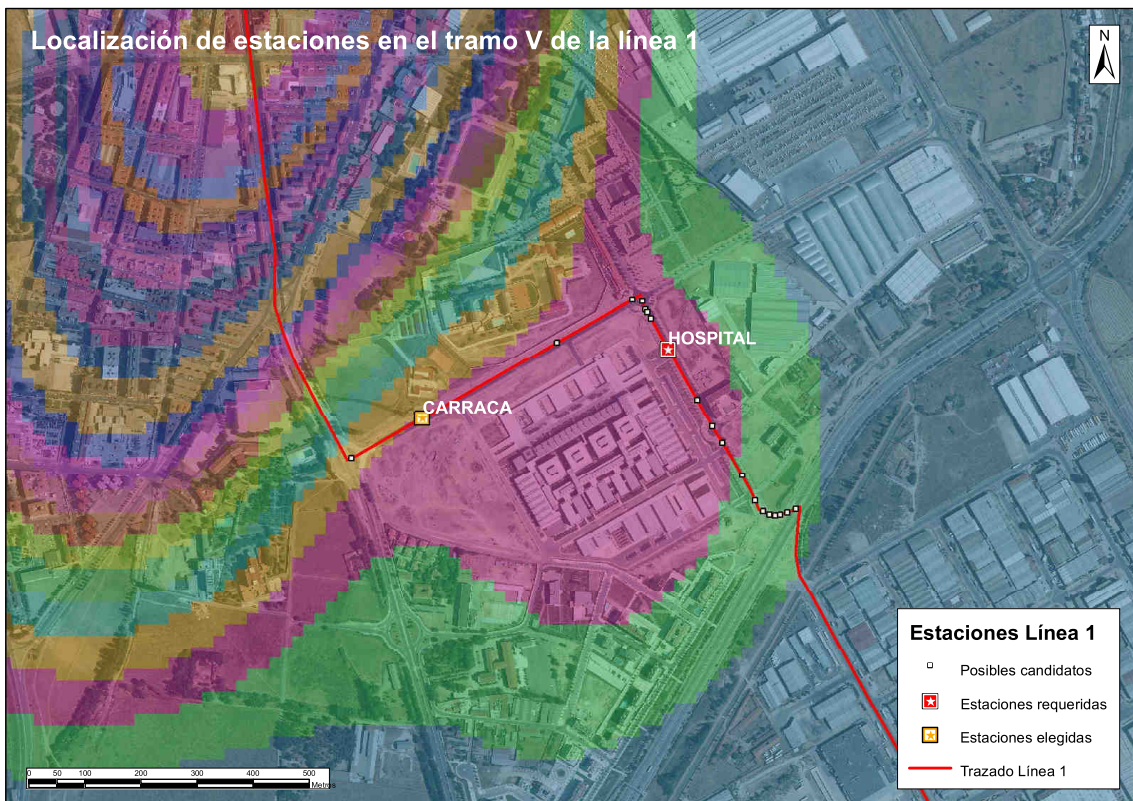 Localización de estaciones en el tramo V de la línea 1
N
HOSPITAL
CARRACA
Estaciones Línea 1
Posibles candidatos
Estaciones requeridas
Estaciones elegidas
Trazado Línea 1
0 50 100 200 300 400 500
Metros